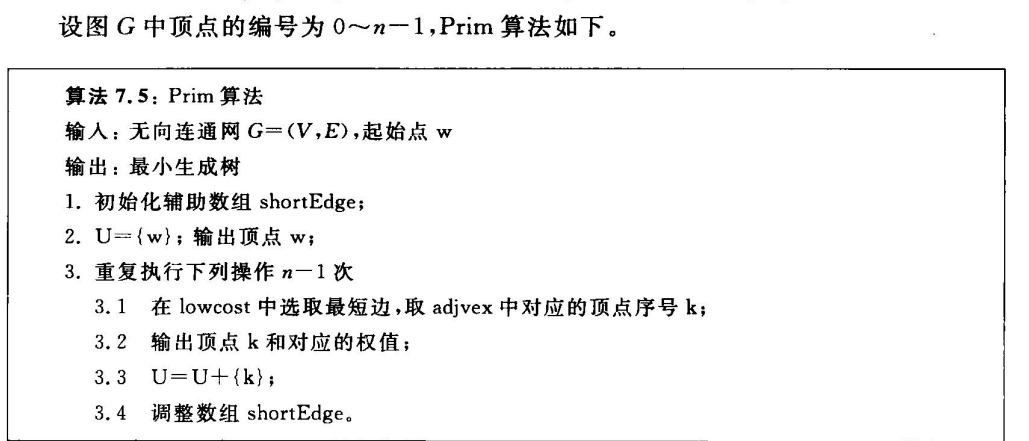 设图 G 中顶点的编号为 0～n－1,Prim 算法如下。
算法 7.5：Prim 算法
输入：无向连通网 G＝(V,E),起始点 w
输出：最小生成树
1. 初始化辅助数组 shortEdge;
2. U＝{w}；输出顶点 w;
3. 重复执行下列操作 n－1 次
3.1 在 lowcost 中选取最短边,取 adjvex 中对应的顶点序号 k;
3.2 输出顶点 k 和对应的权值;
3.3 U＝U＋{k};
3.4 调整数组 shortEdge。